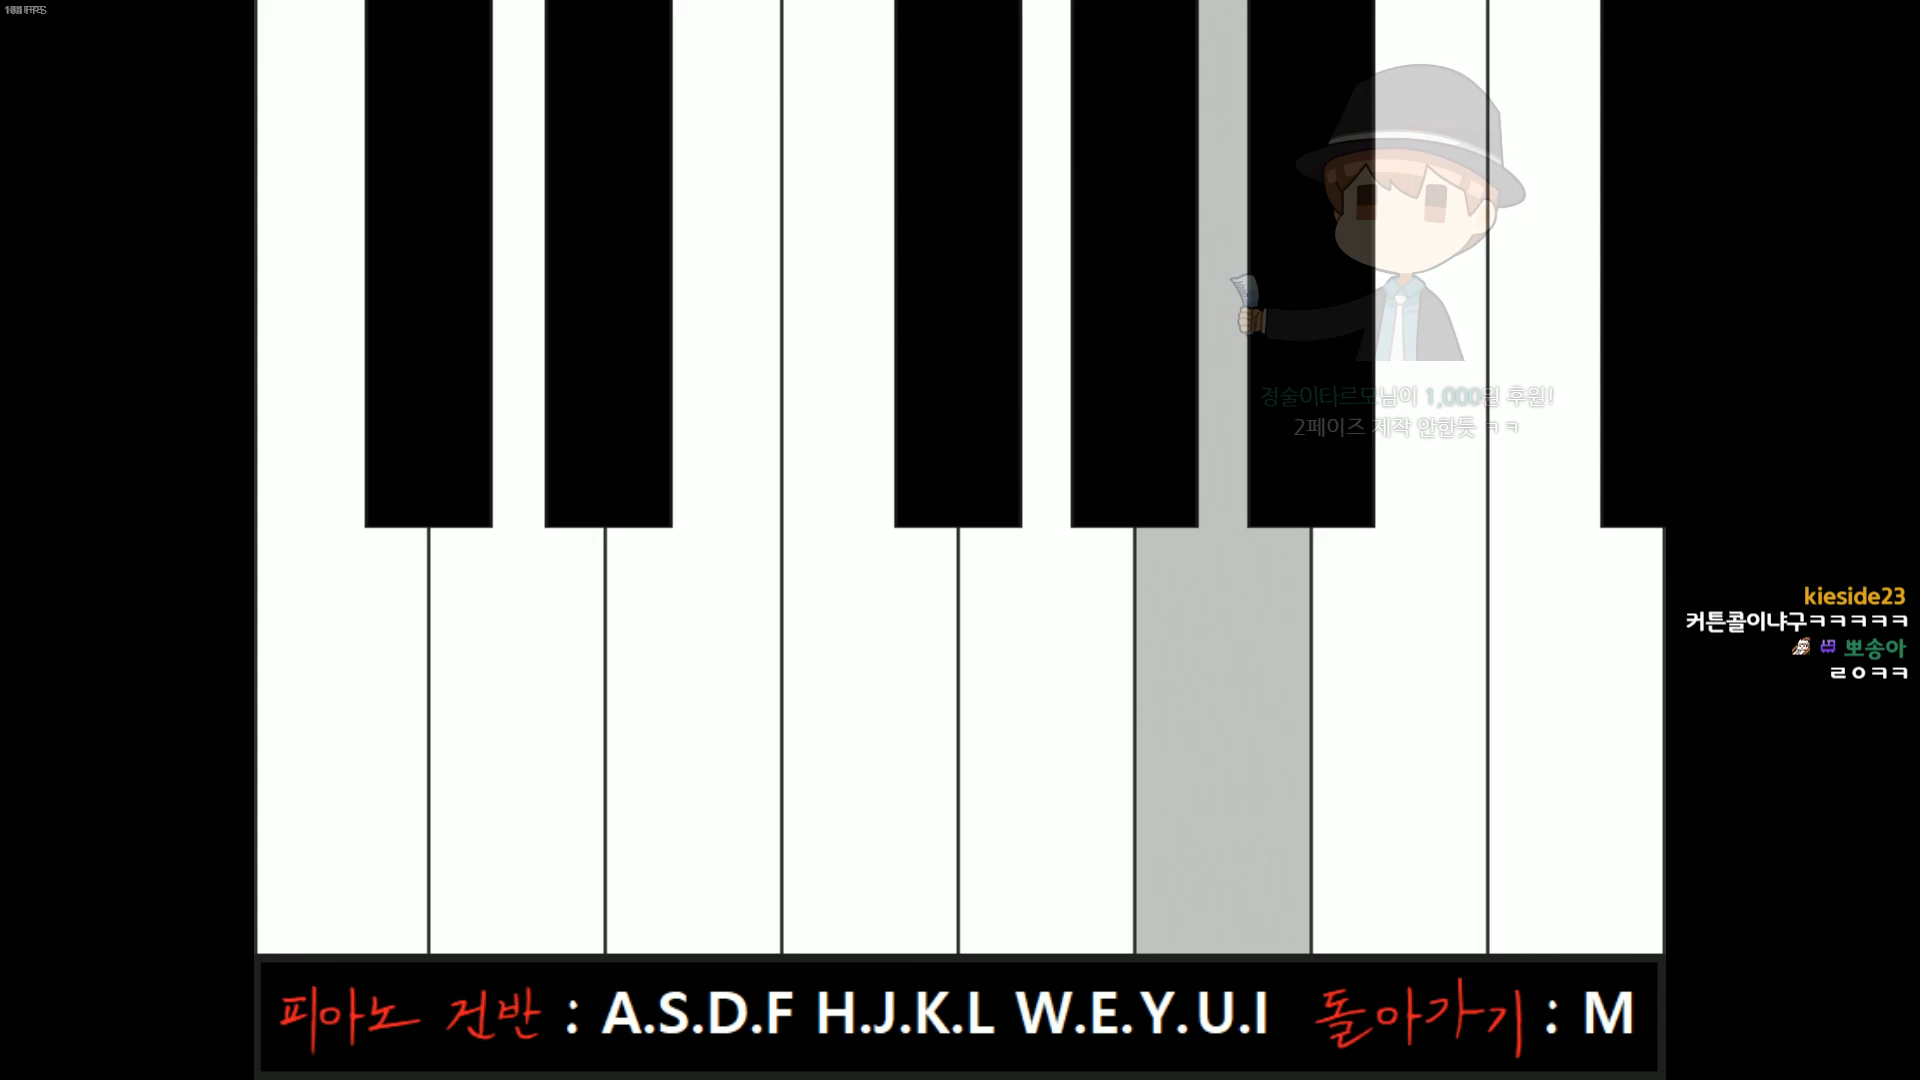 정술이타르모님이 1,000원 후원!
2페이즈 제작 안한듯 ㅋㅋ
kieside23
커튼콜이냐구ㅋㅋㅋㅋㅋ
뽀송아
ㄹㅇㅋㅋ
피아노 건반 : A.S.D.F H.J.K.L W.E.Y.U.I 돌아가기 : M